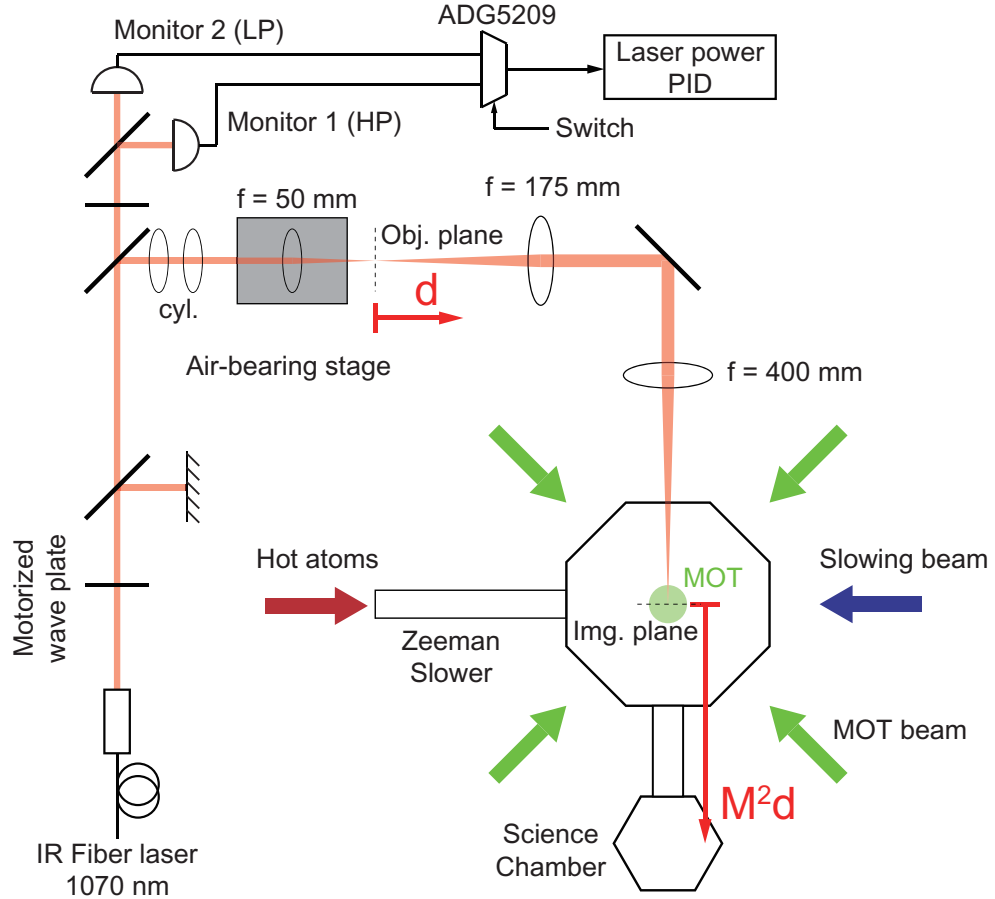 ADG5209
Monitor 2 (LP)
Laser power
PID
Monitor 1 (HP)
Switch
f = 50 mm
f = 175 mm
Obj. plane
d
cyl.
Air-bearing stage
f = 400 mm
Motorized
wave plate
Hot atoms
MOT
Slowing beam
Img. plane
Zeeman
Slower
MOT beam
M²d
Science
Chamber
IR Fiber laser
1070 nm